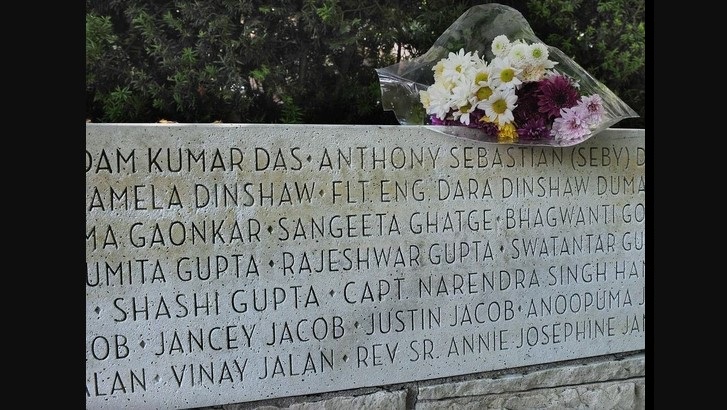 DAM KUMAR DAS ⬥ ANTHONY SEBASTIAN (SEBY) D
AMELA DINSHAW ⬥ FLT. ENG. DARA DINSHAW DUMA
MA GAONKAR ⬥ SANGEETA GHATGE ⬥ BHAGWANTI GO
UMITA GUPTA ⬥ RAJESHWAR GUPTA ⬥ SWATANTAR GU
⬥ SHASHI GUPTA ⬥ CAPT. NARENDRA SINGH HAN
OB ⬥ JANCEY JACOB ⬥ JUSTIN JACOB ⬥ ANOOPUMA J
ALAN ⬥ VINAY JALAN ⬥ REV. SR. ANNIE JOSEPHINE JAN